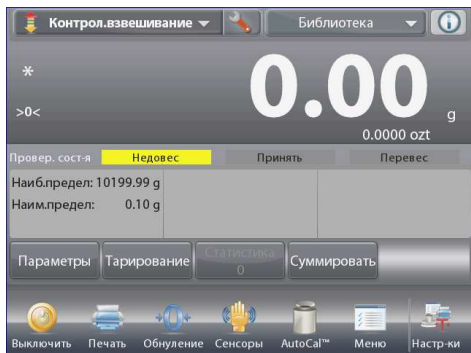 Контрол.взвешивание Библиотека
*
>0<
0.00 g
0.0000 ozt
Провер. сост-я Недовес Принять Перевес
Наиб.предел: 10199.99 g
Наим.предел: 0.10 g
Параметры Тарирование Статистика Суммировать
0
Выключить Печать Обнуление Сенсоры AutoCal™ Меню Настр-ки